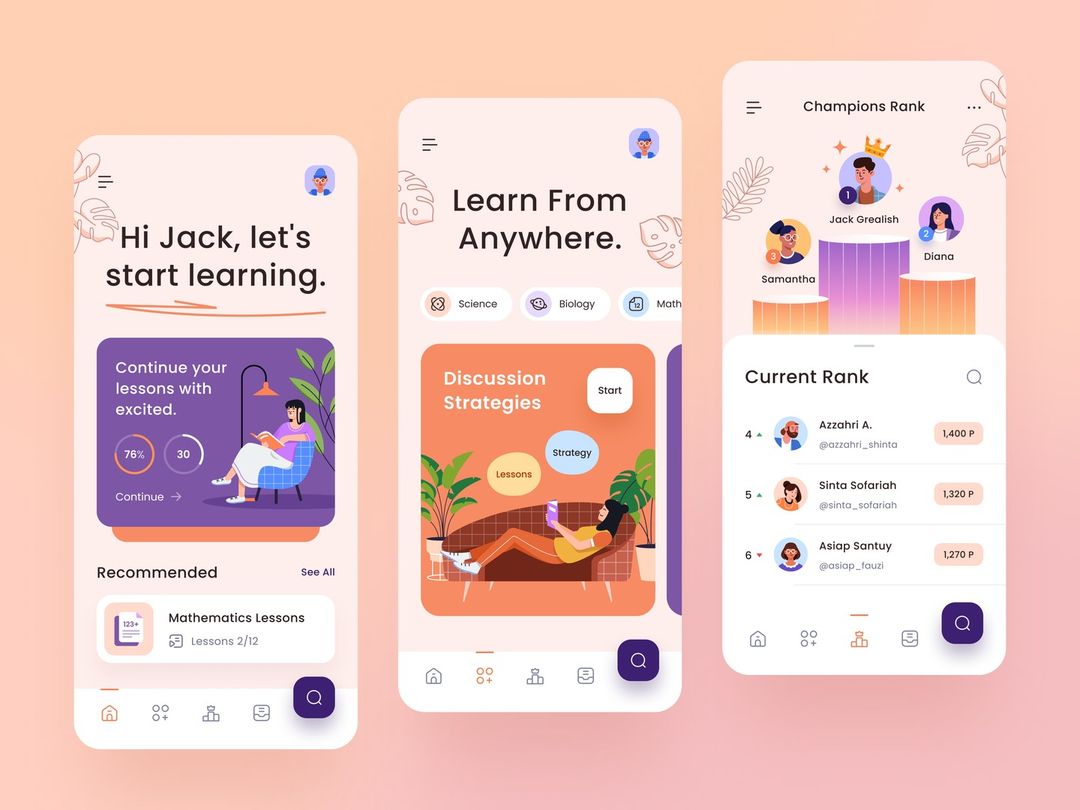 Hi Jack, let's
start learning.
Continue your
lessons with
excited.
76%
30
Continue
Recommended
See All
123+
Mathematics Lessons
Lessons 2/12
Learn From
Anywhere.
Science
Biology
12
Math
Discussion
Strategies
Start
Strategy
Lessons
Champions Rank
1
Jack Grealish
2
Diana
3
Samantha
Current Rank
4
Azzahri A.
@azzahri_shinta
1,400 P
5
Sinta Sofariah
@sinta_sofariah
1,320 P
6
Asiap Santuy
@asiap_fauzi
1,270 P